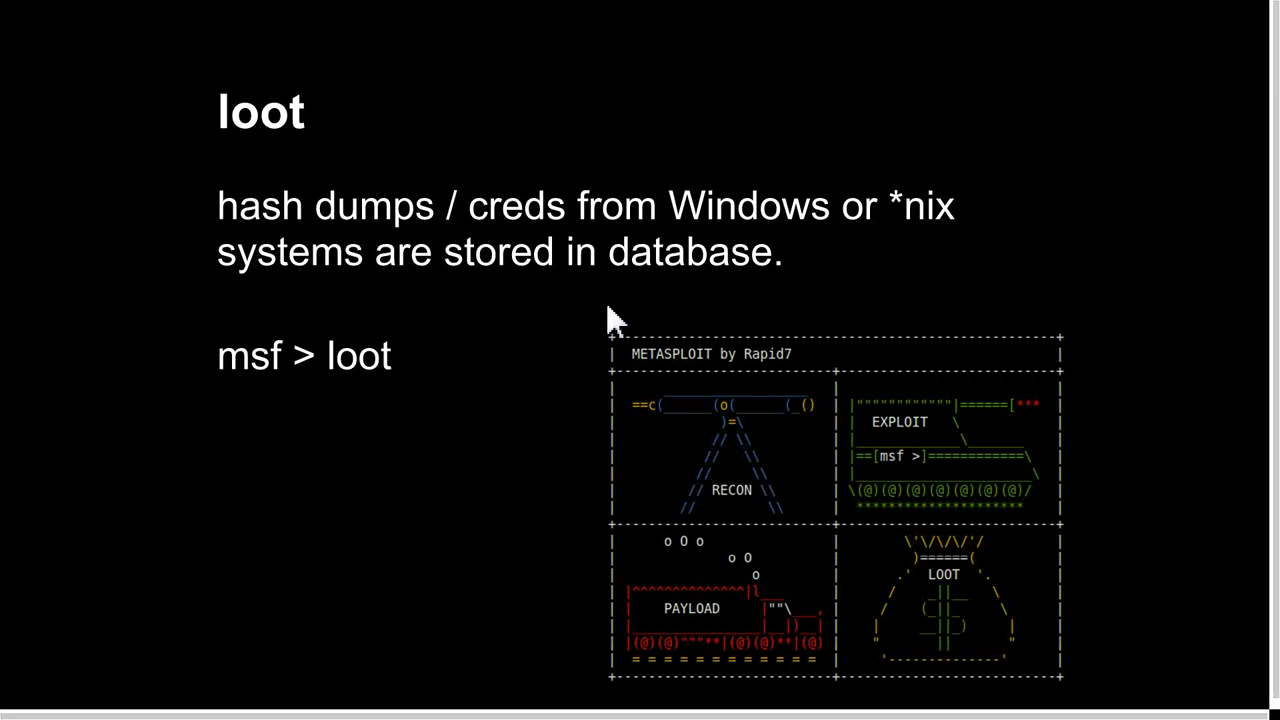 loot
hash dumps / creds from Windows or *nix
systems are stored in database.
msf > loot
METASPLOIT by Rapid7
EXPLOIT
==[msf >]============\
RECON
LOOT
PAYLOAD